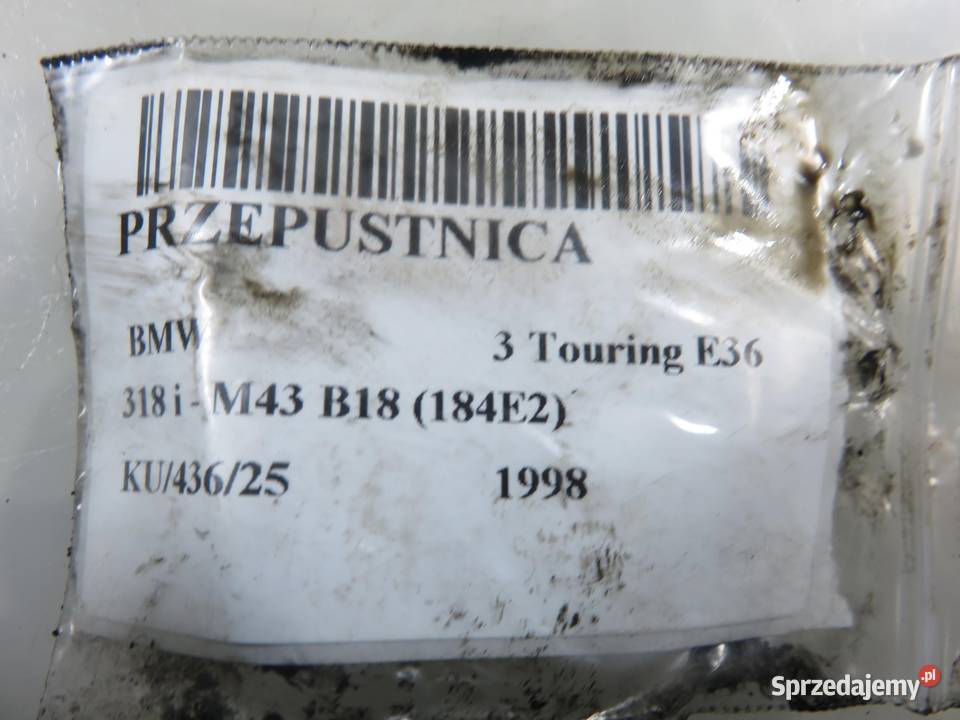 PRZEPUSTNICA
BMW 3 Touring E36
318 i - M43 B18 (184E2)
KU/436/25 1998
Sprzedajemy.pl